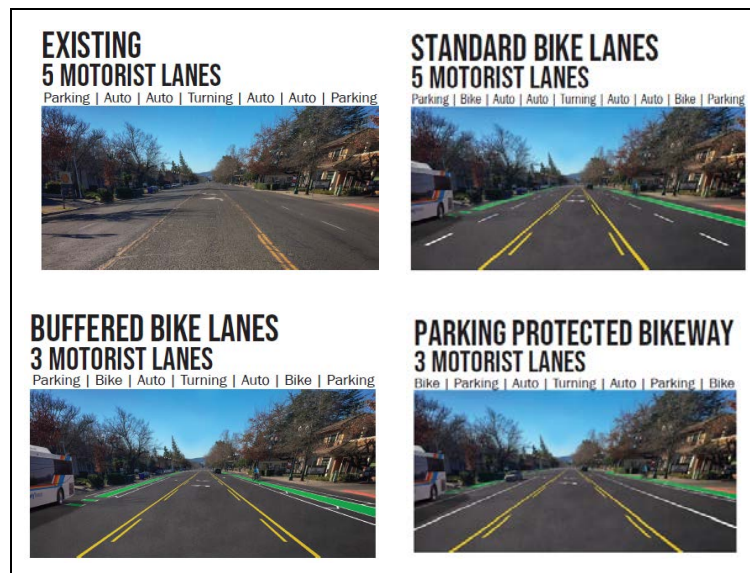 EXISTING
5 MOTORIST LANES
Parking | Auto | Auto | Turning | Auto | Auto | Parking
STANDARD BIKE LANES
5 MOTORIST LANES
Parking | Bike | Auto | Auto | Turning | Auto | Auto | Bike | Parking
BUFFERED BIKE LANES
3 MOTORIST LANES
Parking | Bike | Auto | Turning | Auto | Bike | Parking
PARKING PROTECTED BIKEWAY
3 MOTORIST LANES
Bike | Parking | Auto | Turning | Auto | Parking | Bike